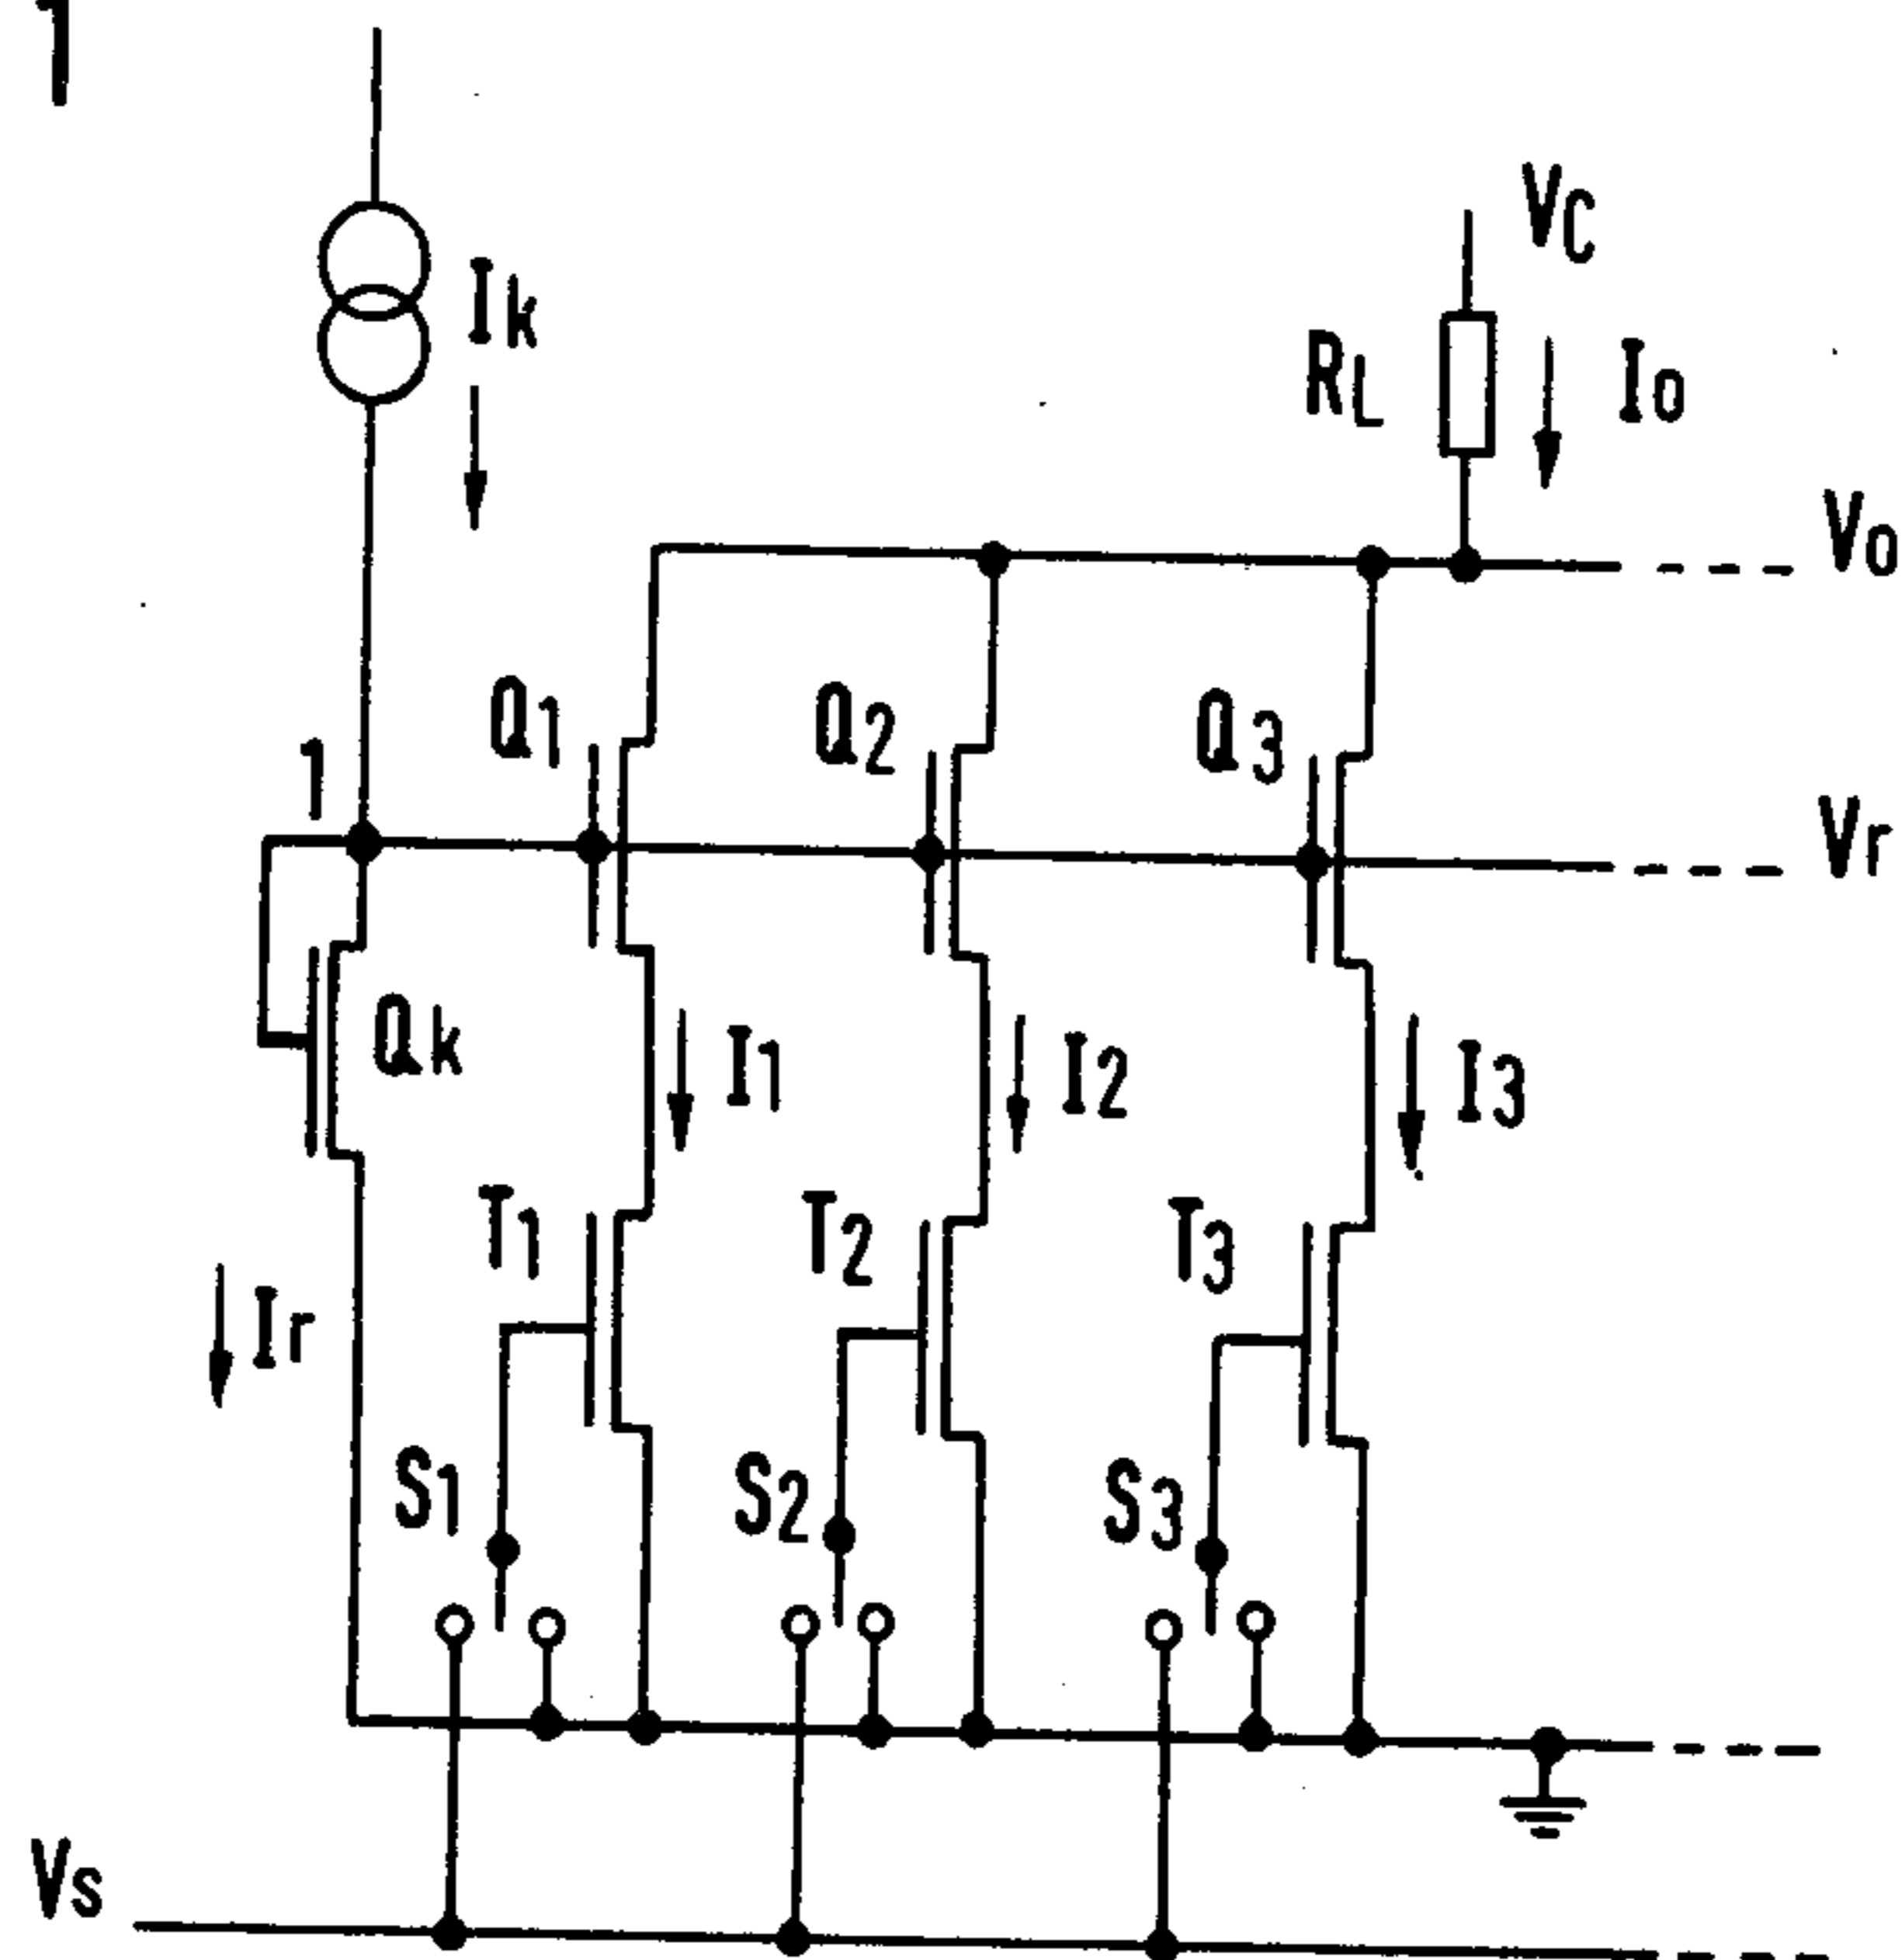 1
Ik
VC
RL
Io
Vo
Q1
Q2
Q3
1
Vr
Qk
I1
I2
I3
T1
T2
T3
Ir
S1
S2
S3
Vs